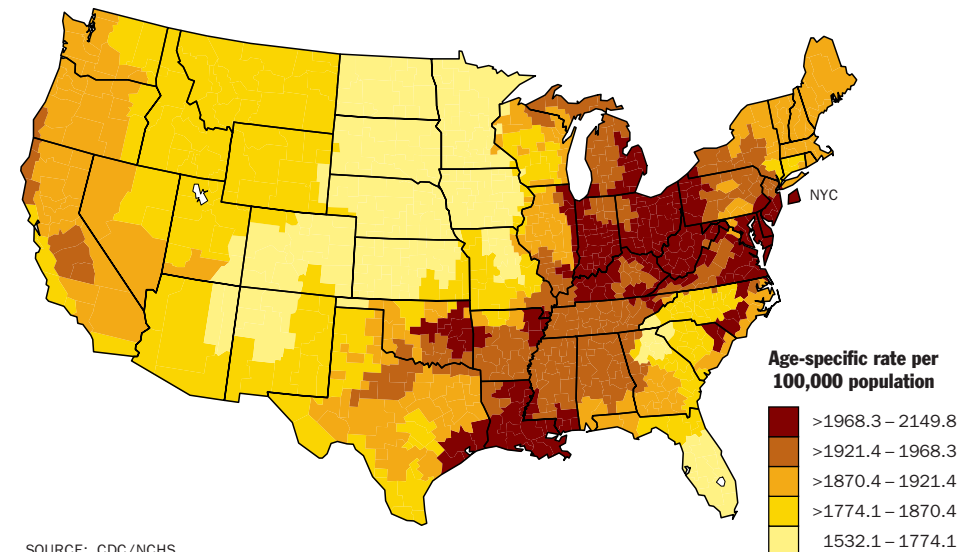 NYC
Age-specific rate per
100,000 population
>1968.3 – 2149.8
>1921.4 – 1968.3
>1870.4 – 1921.4
>1774.1 – 1870.4
1532.1 – 1774.1
SOURCE: CDC/NCHS